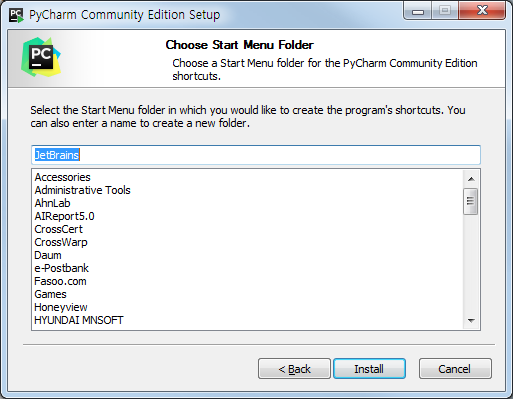 PyCharm Community Edition Setup
PC
Choose Start Menu Folder
Choose a Start Menu folder for the PyCharm Community Edition
shortcuts.
Select the Start Menu folder in which you would like to create the program's shortcuts. You
can also enter a name to create a new folder.
JetBrains
Accessories
Administrative Tools
AhnLab
AIReport5.0
CrossCert
CrossWarp
Daum
e-Postbank
Fasoo.com
Games
Honeyview
HYUNDAI MNSOFT
< Back
Install
Cancel